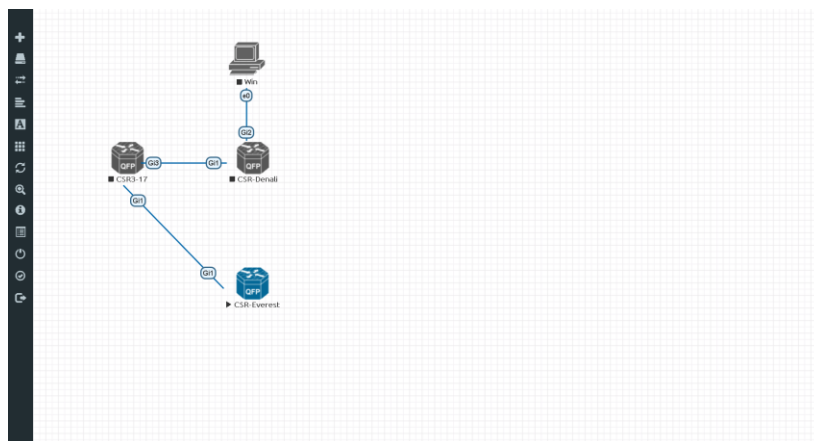 Win
e0
Gi2
QFP
Gi3
Gi1
QFP
CSR3-17
CSR-Denali
Gi1
Gi1
QFP
CSR-Everest